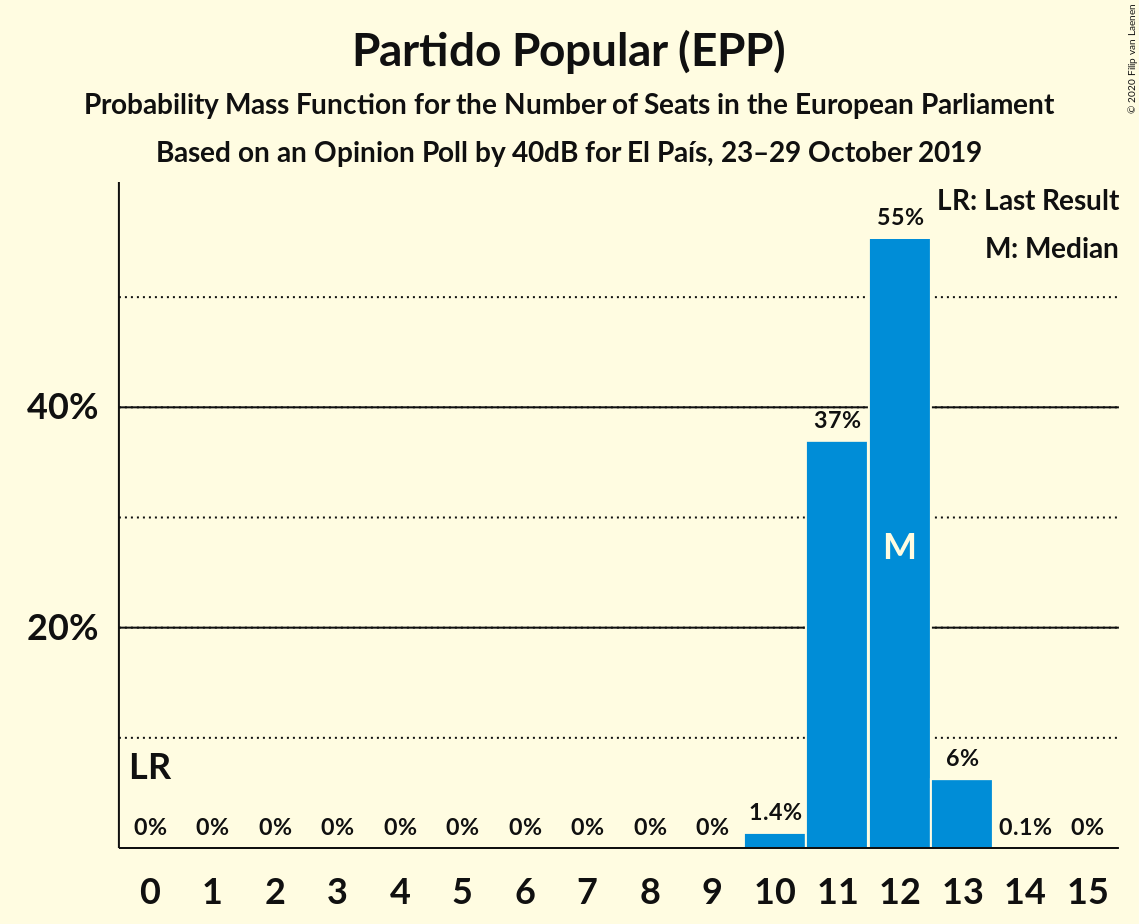 Partido Popular (EPP)
Probability Mass Function for the Number of Seats in the European Parliament
Based on an Opinion Poll by 40dB for El País, 23–29 October 2019
© 2020 Filip van Laenen
LR: Last Result
M: Median
55%
40%
37%
M
20%
LR
6%
0% 0% 0% 0% 0% 0% 0% 0% 0% 0% 1.4% 0.1% 0%
0 1 2 3 4 5 6 7 8 9 10 11 12 13 14 15